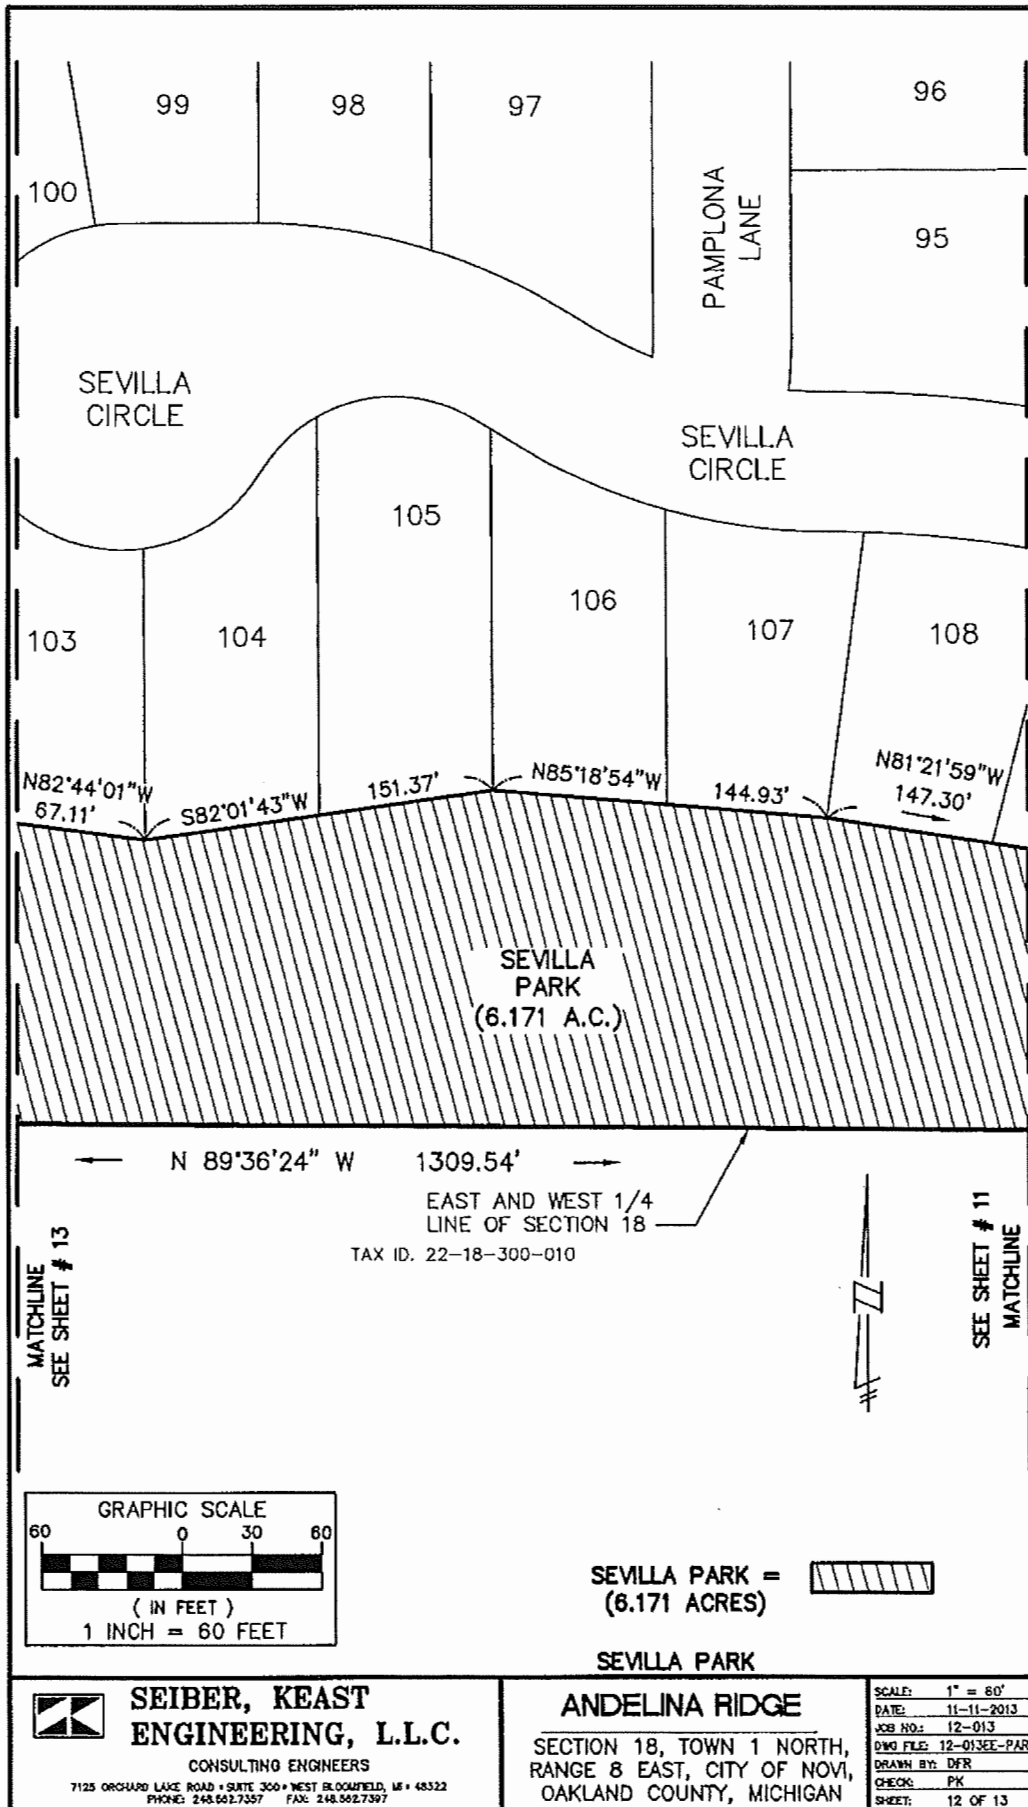 99
98
97
96
100
95
PAMPLONA
LANE
SEVILLA
CIRCLE
SEVILLA
CIRCLE
105
106
103
104
107
108
N82°44'01"W
67.11'
S82°01'43"W
151.37'
N85°18'54"W
144.93'
N81°21'59"W
147.30'
SEVILLA
PARK
(6.171 A.C.)
N 89°36'24" W 1309.54'
EAST AND WEST 1/4
LINE OF SECTION 18
TAX ID. 22-18-300-010
MATCHLINE
SEE SHEET # 13
SEE SHEET # 11
MATCHLINE
GRAPHIC SCALE
60 0 30 60
( IN FEET )
1 INCH = 60 FEET
SEVILLA PARK =
(6.171 ACRES)
SEVILLA PARK
SEIBER, KEAST
ENGINEERING, L.L.C.
CONSULTING ENGINEERS
7125 ORCHARD LAKE ROAD • SUITE 300 • WEST BLOOMFIELD, MI • 48322
PHONE: 248.562.7357 FAX: 248.562.7397
ANDELINA RIDGE
SECTION 18, TOWN 1 NORTH,
RANGE 8 EAST, CITY OF NOVI,
OAKLAND COUNTY, MICHIGAN
SCALE: 1" = 60'
DATE: 11-11-2013
JOB NO.: 12-013
DWG FILE: 12-013EE-PAR
DRAWN BY: DFR
CHECK: PK
SHEET: 12 OF 13